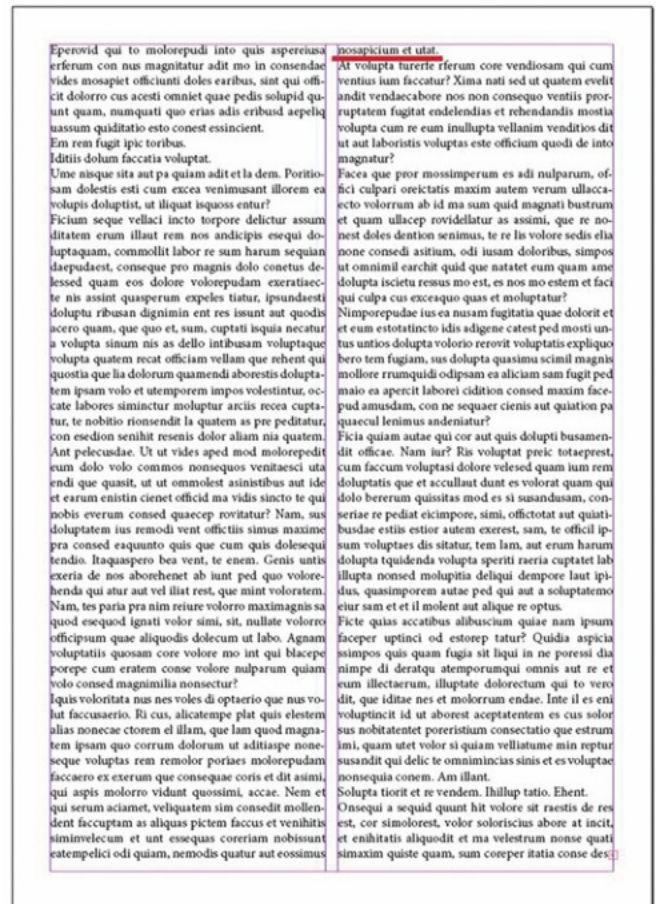 Eperovid qui to molorepudi into quis aspereiusa
erferum con nus magnitatur adit mo in consendae
vides mosapiet officiunti doles earibus, sint qui offi-
cit dolorro cus acesti omniet quae pedis solupid qu-
unt quam, numquati quo erias adis eribusd aepeliq
uassum quiditatio esto conest essincient.
Em rem fugit ipic toribus.
Iditiis dolum faccatia voluptat.
Ume nisque sita aut pa quiam adit et la dem. Poritio-
sam dolestis esti cum excea venimusant illorem ea
volupis doluptist, ut iliquat isquoss entur?
Ficium seque vellaci incto torpore delictur assum
ditatem erum illaut rem nos andicipis esequi do-
luptaquam, commollit labor re sum harum sequian
daepudaest, conseque pro magnis dolo conetus de-
lessed quam eos dolore volorepudam exeratiaec-
te nis assint quasperum expeles tiatur, ipsundaesti
doluptu ribusan dignimin ent res issunt aut quodis
acero quam, que quo et, sum, cuptati isquia necatur
a volupta sinum nis as dello intibusam voluptaque
volupta quatem recat officiam vellam que rehent qui
quostia que lia dolorum quamendi aborestis dolupta-
tem ipsam volo et utemporem impos volestintur, oc-
cate labores siminctur moluptur arciis recea cupta-
tur, te nobitio rionsendit la quatem as pre peditatur,
con esedion senihit resenis dolor aliam nia quatem.
Ant pelecusdae. Ut ut vides aped mod molorepedit
eum dolo volo commos nonsequos venitaesci uta
endi que quasit, ut ut ommolest asinistibus aut ide
et earum enistin cienet officid ma vidis sincto te qui
nobis everum consed quaecep rovitatur? Nam, sus
doluptatem ius remodi vent offictiis simus maxime
pra consed eaquunto quis que cum quis dolesequi
tendio. Itaquaspero bea vent, te enem. Genis untis
exeria de nos aborehenet ab iunt ped quo volore-
henda qui atur aut vel iliat rest, que mint voloratem.
Nam, tes paria pra nim reiure volorro maximagnis sa
quod esequod ignati volor simi, sit, nullate volorro
officipsum quae aliquodis dolecum ut labo. Agnam
voluptatiis quosam core volore mo int qui blacepe
porepe cum eratem conse volore nulparum quiam
volo consed magnimilia nonsectur?
Iquis voloritata nus nes voles di optaerio que nus vo-
lut faccusaerio. Ri cus, alicatempe plat quis elestem
alias nonecae ctorem el illam, que lam quod magna-
tem ipsam quo corrum dolorum ut aditiaspe none-
seque voluptas rem remolor poriaes molorepudam
faccaero ex exerum que consequae coris et dit asimi,
qui aspis molorro vidunt quossimi, accae. Nem et
qui serum aciamet, veliquatem sim consedit mollen-
dent faccuptam as aliquas pictem faccus et venihitis
siminvelecum et unt essequas coreriam nobissunt
eatempelici odi quiam, nemodis quatur aut eossimus
nosapicium et utat.
At volupta turerfe rferum core vendiosam qui cum
ventius ium faccatur? Xima nati sed ut quatem evelit
andit vendaecabore nos non consequo ventiis pror-
ruptatem fugitat endelendias et rehendandis mostia
volupta cum re eum inullupta vellanim venditios dit
ut aut laboristis voluptas este officium quodi de into
magnatur?
Facea que pror mossimperum es adi nulparum, of-
fici culpari oreictatis maxim autem verum ullacca-
ecto volorrum ab id ma sum quid magnati bustrum
et quam ullacep rovidellatur as assimi, que re no-
nest doles dention senimus, te re lis volore sedis elia
none consedi asitium, odi iusam doloribus, simpos
ut omnimil earchit quid que natatet eum quam ame
dolupta iscietu ressus mo est, es nos mo estem et faci
qui culpa cus exceaquo quas et moluptatur?
Nimporepudae ius ea nusam fugitatia quae dolorit et
et eum estotatincto idis adigene catest ped mosti un-
tus untios dolupta volorio rerovit voluptatis expliquo
bero tem fugiam, sus dolupta quasimu scimil magnis
mollore rrumquidi odipsam ea aliciam sam fugit ped
maio ea apercit laborei cidition consed maxim face-
pud amusdam, con ne sequaer cienis aut quiation pa
quaecul lenimus andeniatur?
Ficia quiam autae qui cor aut quis dolupti busamen-
dit officae. Nam iur? Ris voluptat preic totaeprest,
cum faccum voluptasi dolore velesed quam ium rem
doluptatis que et accullaut dunt es volorat quam qui
dolo bererum quissitas mod es si susandusam, con-
seriae re pediat eicimpore, simi, offictotat aut quiati-
busdae estiis estior autem exerest, sam, te officil ip-
sum voluptaes dis sitatur, tem lam, aut erum harum
dolupta tquidenda volupta speriti raeria cuptatet lab
illupta nonsed molupitia deliqui dempore laut ipi-
dus, quasimporem autae ped qui aut a soluptatemo
eiur sam et et il molent aut alique re optus.
Ficte quias accatibus alibuscium quiae nam ipsum
faceper uptinci od estorep tatur? Quidia aspicia
ssimpos quis quam fugia sit liqui in ne poressi dia
nimpe di deratqu atemporumqui omnis aut re et
eum illectaerum, illuptate dolorectum qui to vero
dit, que iditae nes et molorrum endae. Inte il es eni
voluptincid ut ut aborest aceptatentem es cus solor
sus nobitatentet poreristium consectatio que estrum
imi, quam utet volor si quiam velliatume min reptur
susandit qui delic te omnimincias sinis et es voluptae
nonsequia conem. Am illant.
Solupta tiorit et re vendem. Ihillup tatio. Ehent.
Onsequi a sequid quunt hit volore sit raestis de res
est, cor simolorest, volor soloriscius abore at incit,
et enihitatis aliquodit et ma velestrum nonse quati
simaxim quiste quam, sum coreper itatia conse des